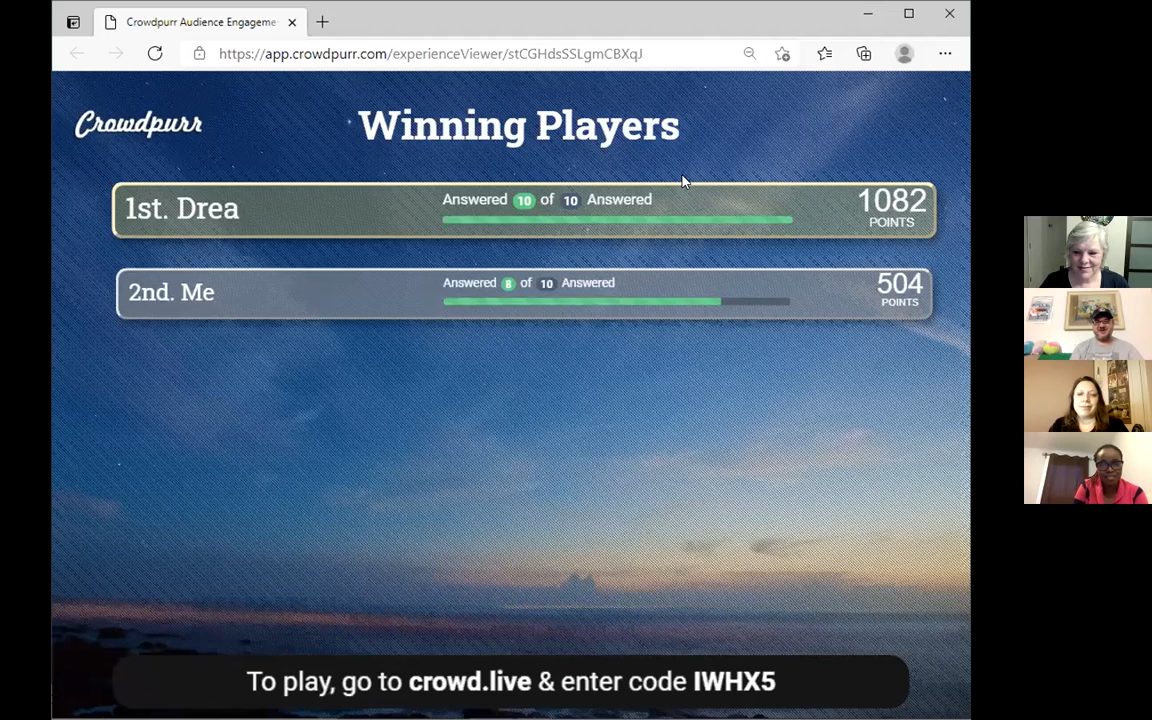 Crowdpurr Audience Engageme
https://app.crowdpurr.com/experienceViewer/stCGHdsSSLgmCBXqJ
Crowdpurr
Winning Players
1st. Drea
Answered 10 of 10 Answered
1082
POINTS
2nd. Me
Answered 8 of 10 Answered
504
POINTS
To play, go to crowd.live & enter code IWHX5